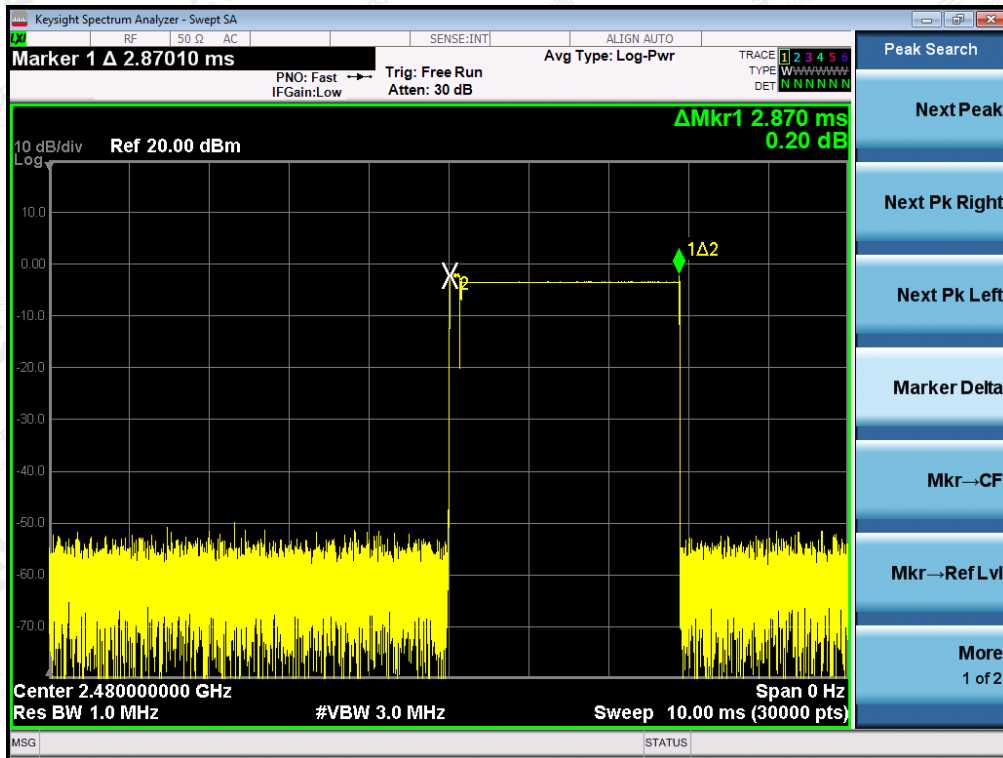 Keysight Spectrum Analyzer - Swept SA
LXI
RF
50 Ω
AC
SENSE:INT
ALIGN AUTO
Marker 1 Δ 2.87010 ms
PNO: Fast
IFGain:Low
Trig: Free Run
Atten: 30 dB
Avg Type: Log-Pwr
TRACE 1 2 3 4 5 6
TYPE W W W W W W
DET N N N N N N
ΔMkr1 2.870 ms
0.20 dB
10 dB/div
Log
Ref 20.00 dBm
10.0
0.00
-10.0
-20.0
-30.0
-40.0
-50.0
-60.0
-70.0
X
2
1Δ2
Center 2.480000000 GHz
Span 0 Hz
Res BW 1.0 MHz
#VBW 3.0 MHz
Sweep 10.00 ms (30000 pts)
MSG
STATUS
Peak Search
Next Peak
Next Pk Right
Next Pk Left
Marker Delta
Mkr→CF
Mkr→Ref Lvl
More
1 of 2